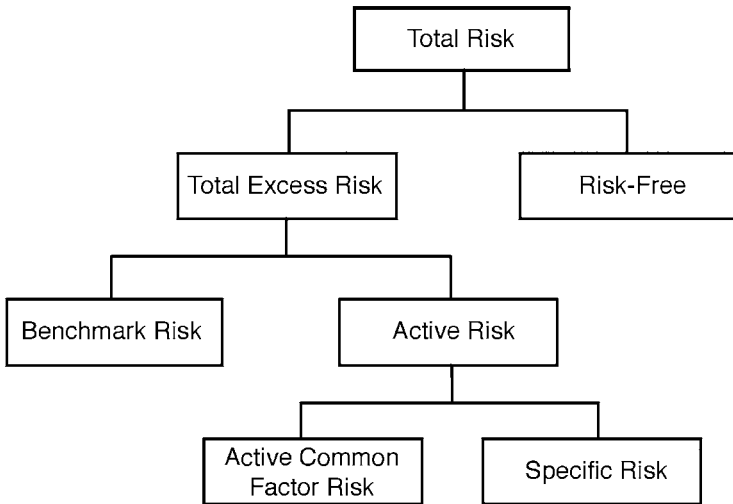 Total Risk
Total Excess Risk
Risk-Free
Benchmark Risk
Active Risk
Active Common
Factor Risk
Specific Risk